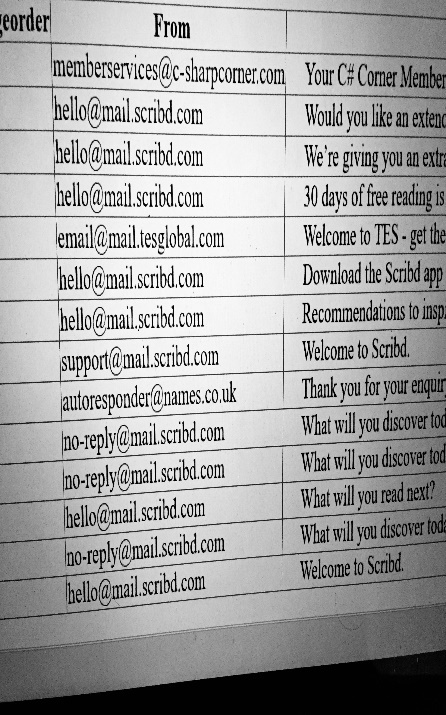 georder From
memberservices@c-sharpcorner.com Your C# Corner Member
hello@mail.scribd.com Would you like an extend
hello@mail.scribd.com We're giving you an extra
hello@mail.scribd.com 30 days of free reading is
email@mail.tesglobal.com Welcome to TES - get the
hello@mail.scribd.com Download the Scribd app
hello@mail.scribd.com Recommendations to insp
support@mail.scribd.com Welcome to Scribd.
autoresponder@names.co.uk Thank you for your enquir
no-reply@mail.scribd.com What will you discover tod
no-reply@mail.scribd.com What will you discover tod
hello@mail.scribd.com What will you read next?
no-reply@mail.scribd.com What will you discover toda
hello@mail.scribd.com Welcome to Scribd.